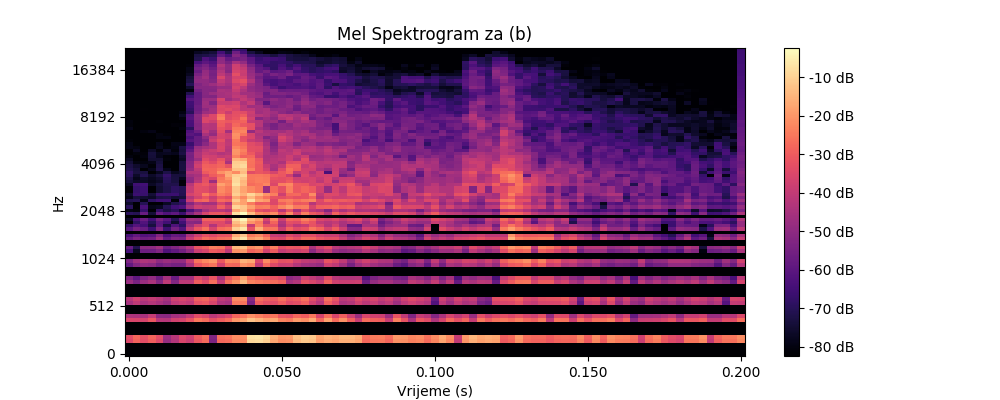 Mel Spektrogram za (b)
16384
8192
4096
2048
1024
512
0
Hz
0.000 0.050 0.100 0.150 0.200
Vrijeme (s)
-10 dB
-20 dB
-30 dB
-40 dB
-50 dB
-60 dB
-70 dB
-80 dB